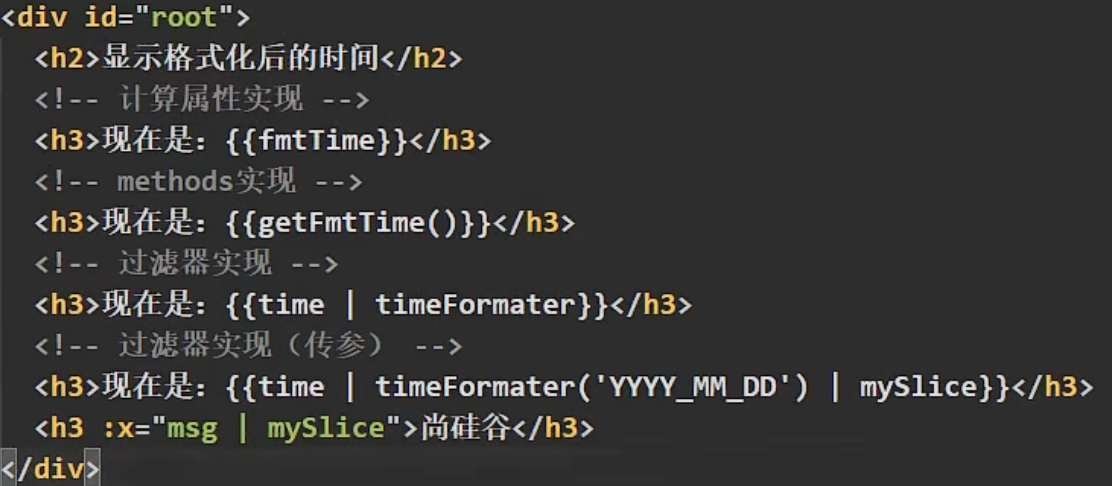 <div id="root">
<h2>显示格式化后的时间</h2>
<!-- 计算属性实现 -->
<h3>现在是：{{fmtTime}}</h3>
<!-- methods实现 -->
<h3>现在是：{{getFmtTime()}}</h3>
<!-- 过滤器实现 -->
<h3>现在是：{{time | timeFormater}}</h3>
<!-- 过滤器实现（传参） -->
<h3>现在是：{{time | timeFormater('YYYY_MM_DD') | mySlice}}</h3>
<h3 :x="msg | mySlice">尚硅谷</h3>
</div>